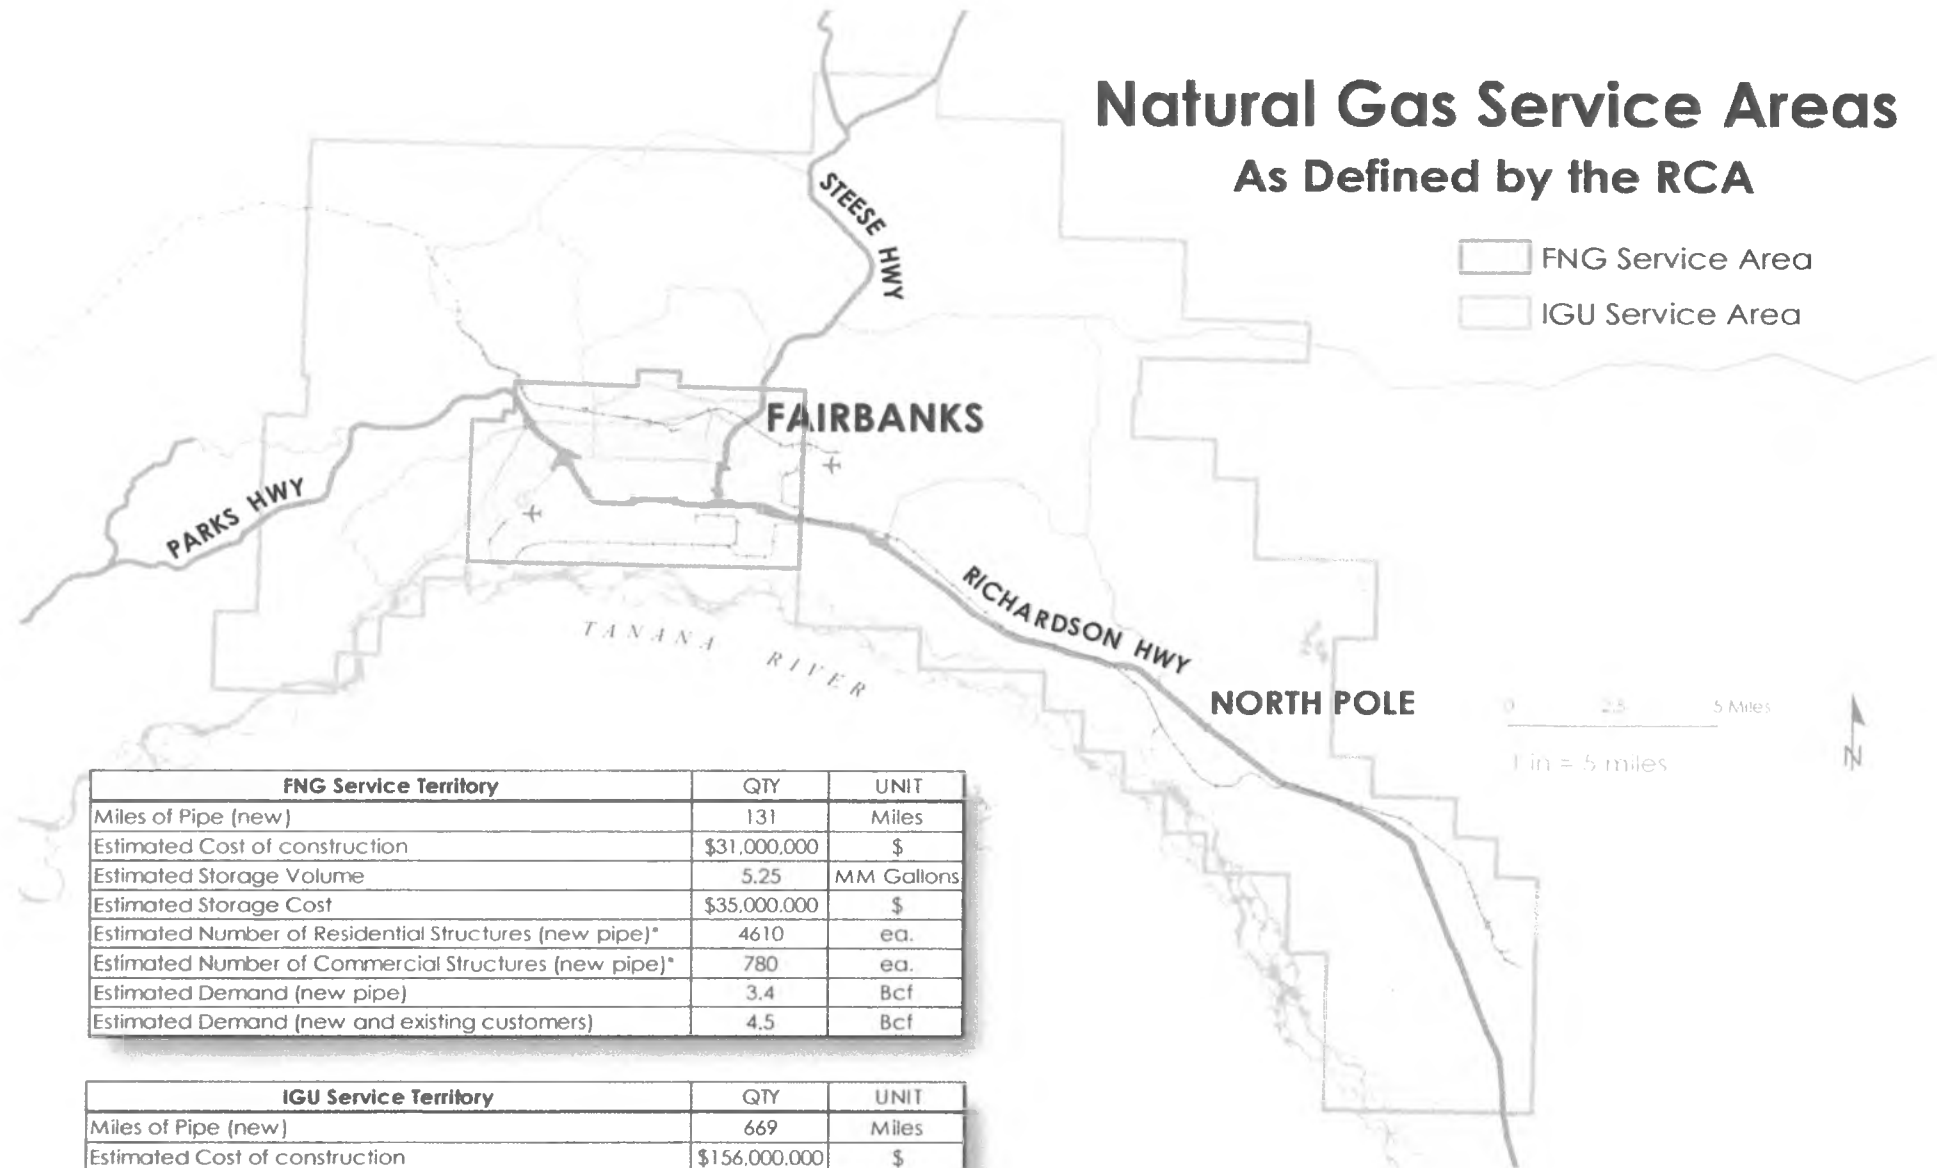 Natural Gas Service Areas
As Defined by the RCA
FNG Service Area
IGU Service Area
STEESE HWY
FAIRBANKS
PARKS HWY
RICHARDSON HWY
TANANA RIVER
NORTH POLE
0 2.5 5 Miles
1 in = 5 miles
N
FNG Service Territory QTY UNIT
Miles of Pipe (new) 131 Miles
Estimated Cost of construction $31,000,000 $
Estimated Storage Volume 5.25 MM Gallons
Estimated Storage Cost $35,000,000 $
Estimated Number of Residential Structures (new pipe)* 4610 ea.
Estimated Number of Commercial Structures (new pipe)* 780 ea.
Estimated Demand (new pipe) 3.4 Bcf
Estimated Demand (new and existing customers) 4.5 Bcf
IGU Service Territory QTY UNIT
Miles of Pipe (new) 669 Miles
Estimated Cost of construction $156,000,000 $